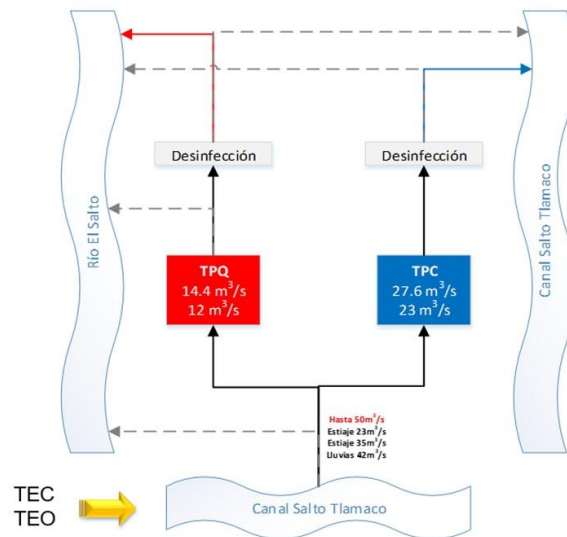 Desinfección
Desinfección
Río El Salto
Canal Salto Tlamaco
TPQ
14.4 m³/s
12 m³/s
TPC
27.6 m³/s
23 m³/s
Hasta 50m³/s
Estiaje 23m³/s
Estiaje 35m³/s
Lluvias 42m³/s
TEC
TEO
Canal Salto Tlamaco